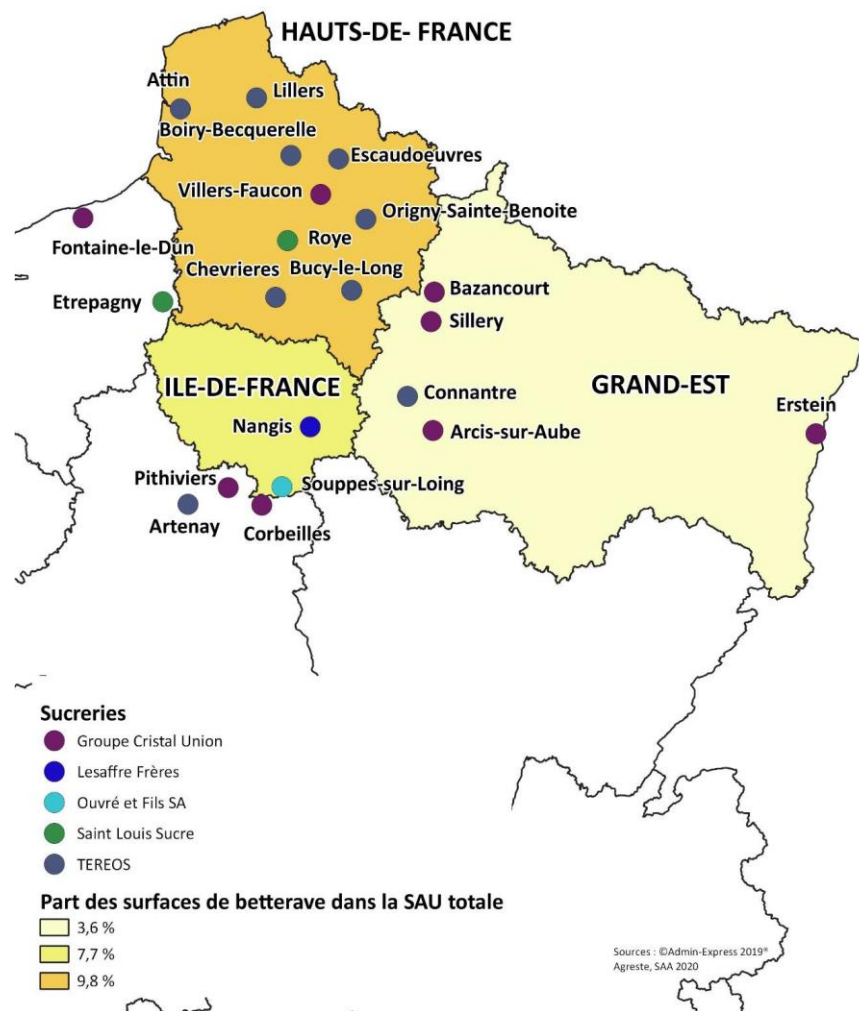 HAUTS-DE- FRANCE
Attin
Lillers
Boiry-Becquerelle
Escaudoeuvres
Villers-Faucon
Origny-Sainte-Benoite
Fontaine-le-Dun
Roye
Chevrieres
Bucy-le-Long
Etrepagny
Bazancourt
Sillery
ILE-DE-FRANCE
Connantre
GRAND-EST
Erstein
Nangis
Arcis-sur-Aube
Pithiviers
Souppes-sur-Loing
Artenay
Corbeilles
Sucreries
Groupe Cristal Union
Lesaffre Frères
Ouvré et Fils SA
Saint Louis Sucre
TEREOS
Part des surfaces de betterave dans la SAU totale
3,6 %
7,7 %
9,8 %
Sources : ©Admin-Express 2019®
Agreste, SAA 2020